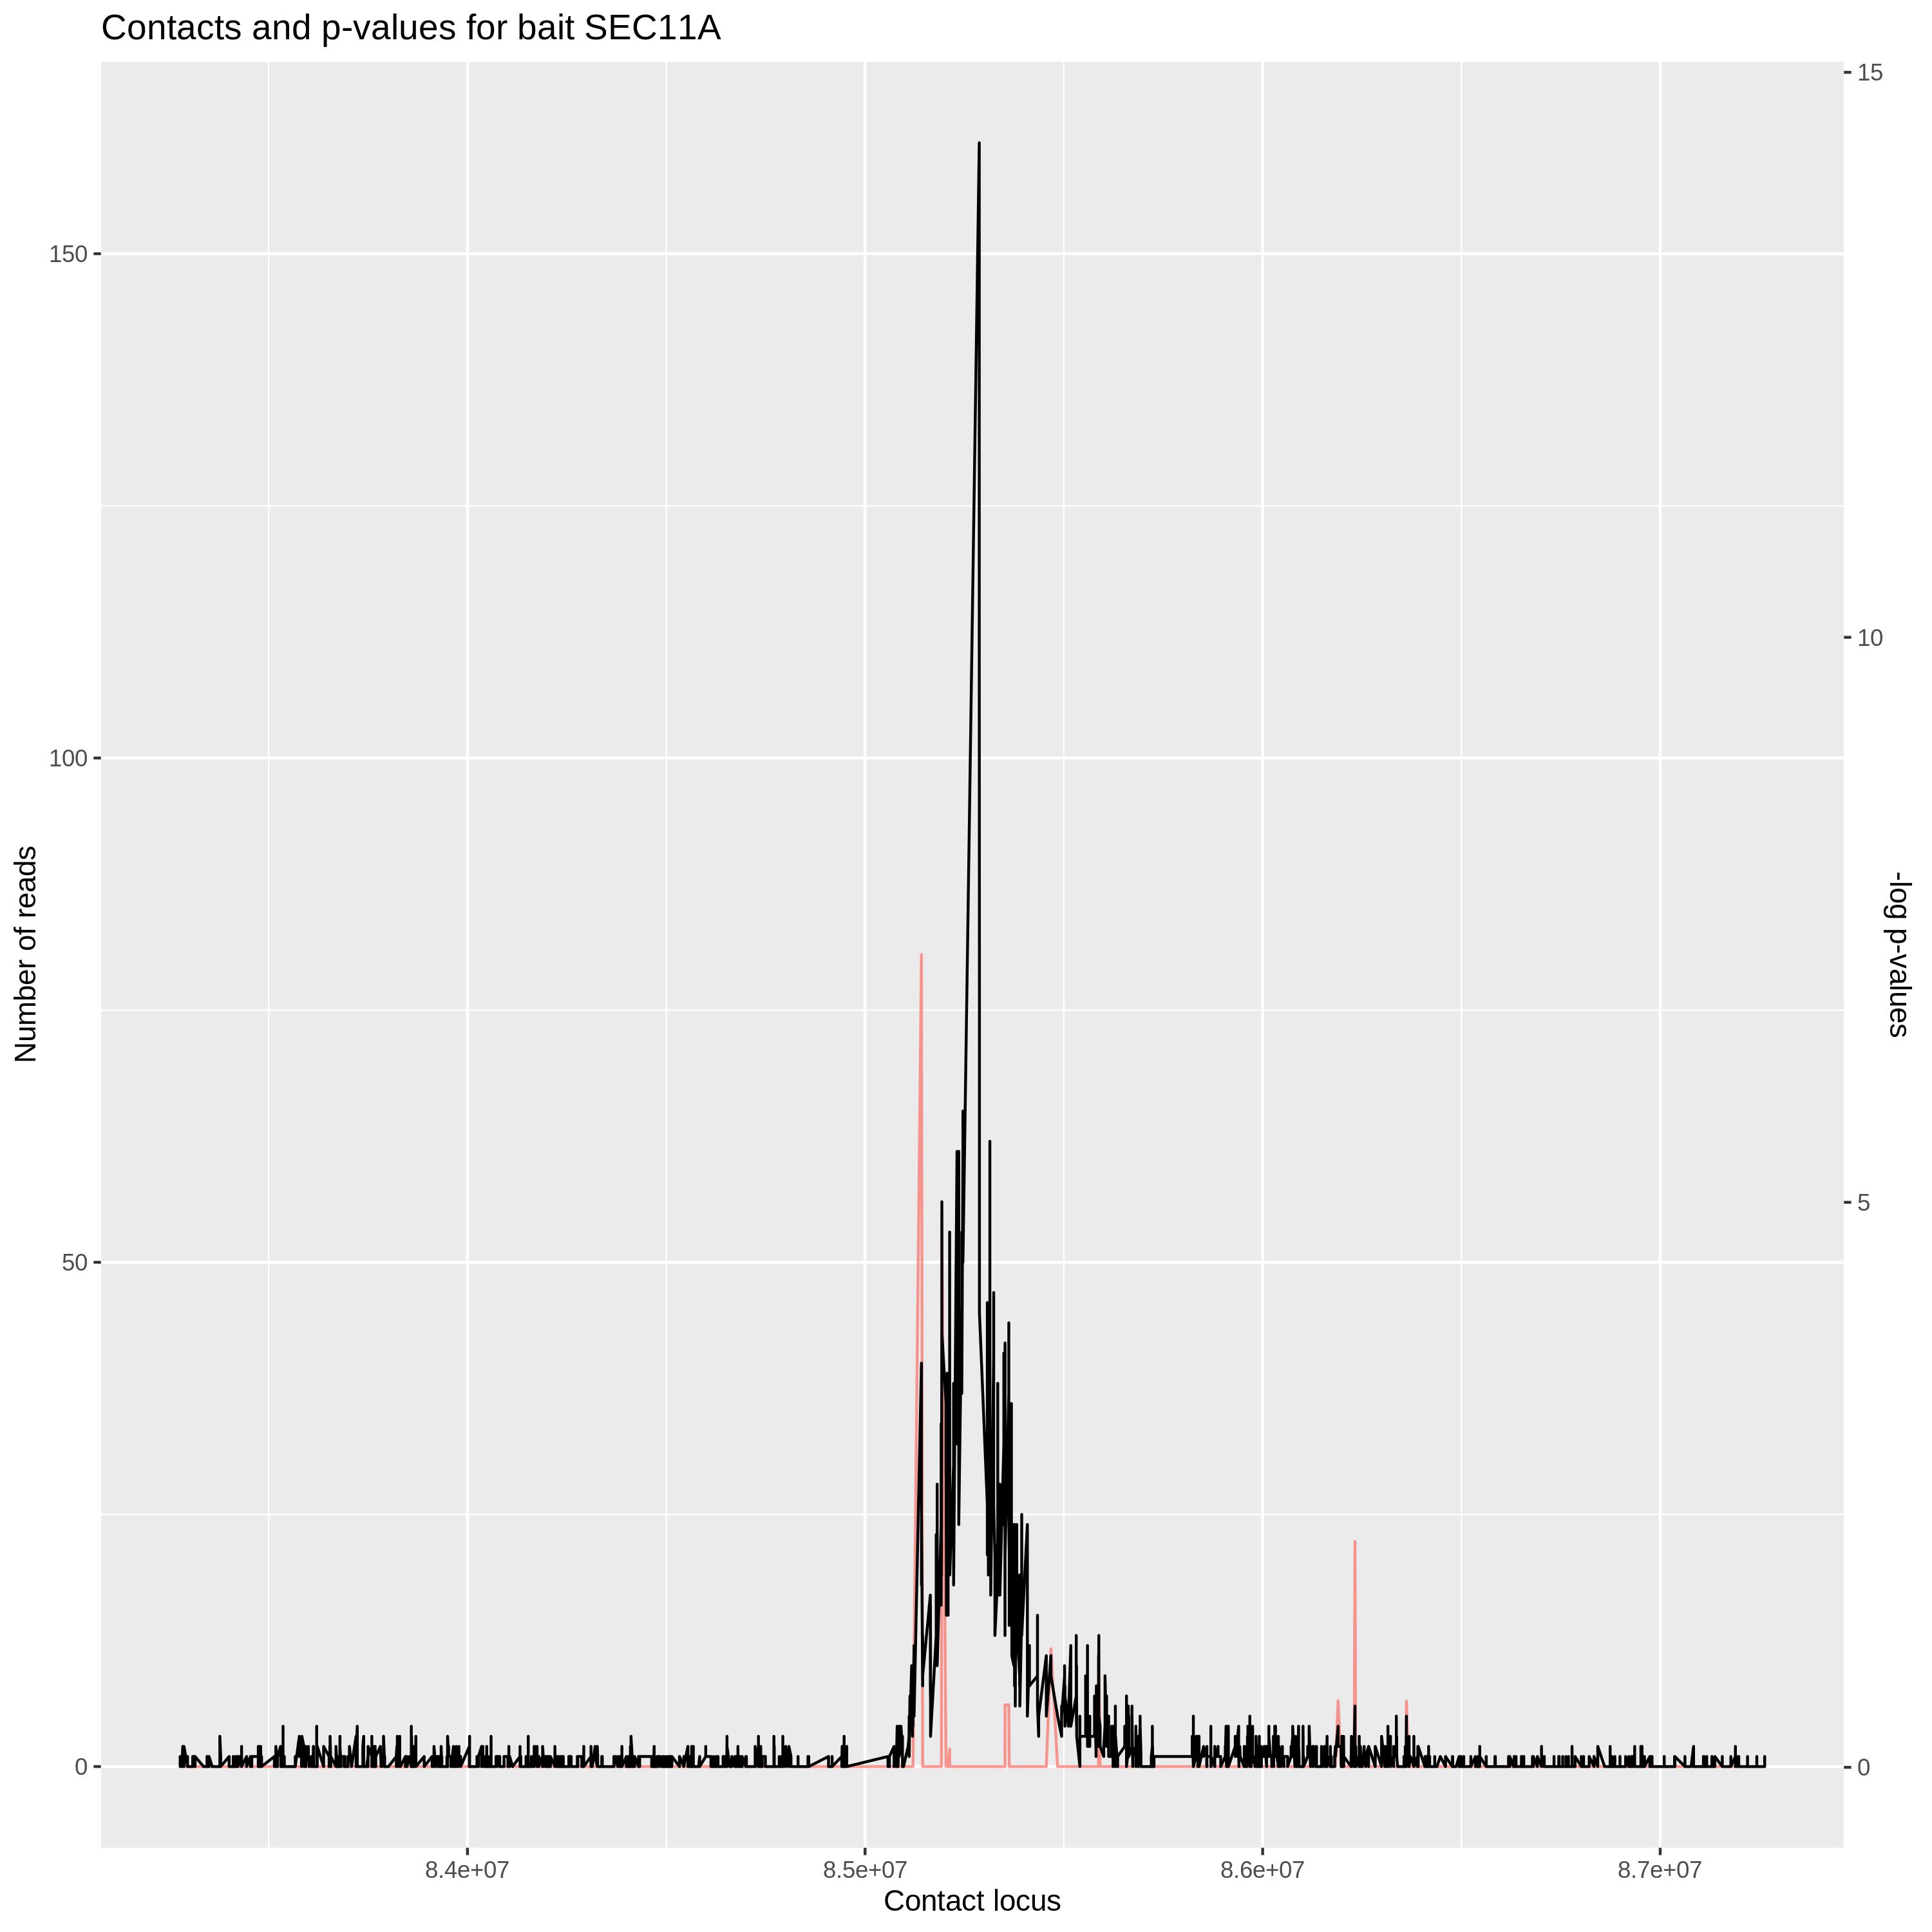 Contacts and p-values for bait SEC11A
150
100
50
0
Number of reads
15
10
5
0
-log p-values
8.4e+07
8.5e+07
8.6e+07
8.7e+07
Contact locus